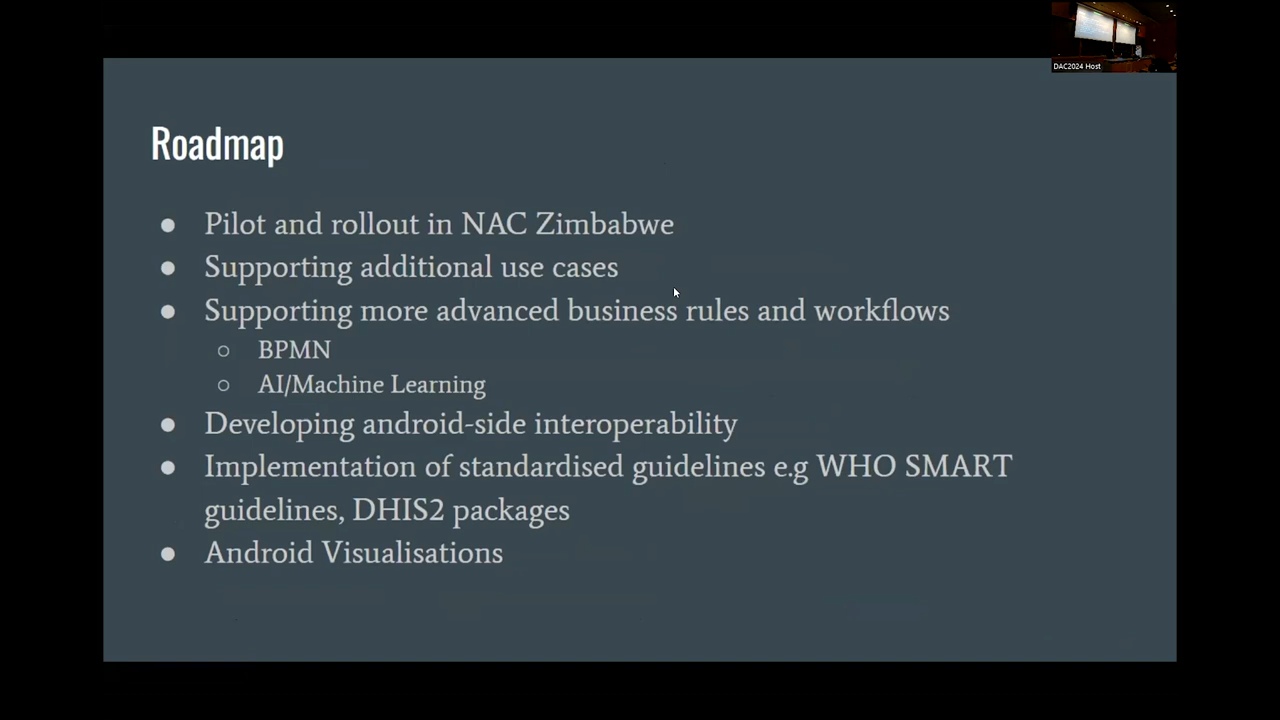 DAC2024 Host
Roadmap
● Pilot and rollout in NAC Zimbabwe
● Supporting additional use cases
● Supporting more advanced business rules and workflows
○ BPMN
○ AI/Machine Learning
● Developing android-side interoperability
● Implementation of standardised guidelines e.g WHO SMART
guidelines, DHIS2 packages
● Android Visualisations